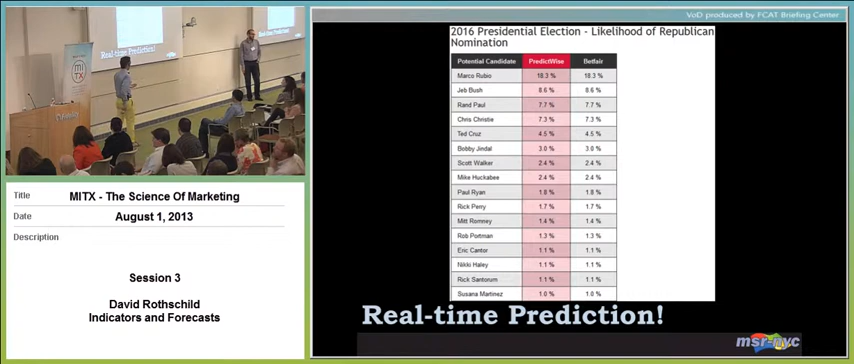 VoD produced by FCAT Briefing Center
Real-time Prediction!
MITX
Title MITX - The Science Of Marketing
Date August 1, 2013
Description
Session 3
David Rothschild
Indicators and Forecasts
2016 Presidential Election - Likelihood of Republican
Nomination
Potential Candidate PredictWise Betfair
Marco Rubio 18.3 % 18.3 %
Jeb Bush 8.6 % 8.6 %
Rand Paul 7.7 % 7.7 %
Chris Christie 7.3 % 7.3 %
Ted Cruz 4.5 % 4.5 %
Bobby Jindal 3.0 % 3.0 %
Scott Walker 2.4 % 2.4 %
Mike Huckabee 2.4 % 2.4 %
Paul Ryan 1.8 % 1.8 %
Rick Perry 1.7 % 1.7 %
Mitt Romney 1.4 % 1.4 %
Rob Portman 1.3 % 1.3 %
Eric Cantor 1.1 % 1.1 %
Nikki Haley 1.1 % 1.1 %
Rick Santorum 1.1 % 1.1 %
Susana Martinez 1.0 % 1.0 %
Real-time Prediction!
msr-nyc